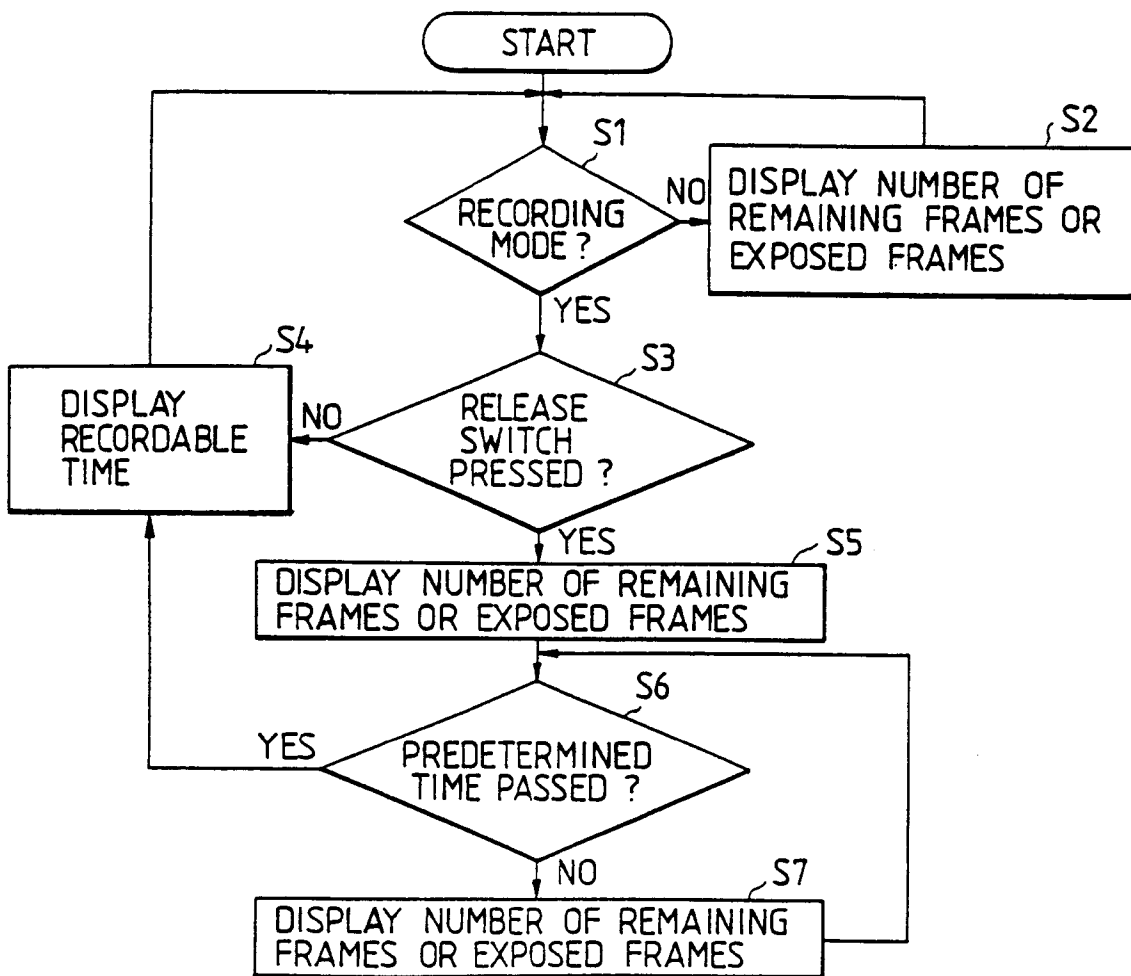 START
S1
RECORDING
MODE ?
NO
S2
DISPLAY NUMBER OF
REMAINING FRAMES OR
EXPOSED FRAMES
YES
S3
RELEASE
SWITCH
PRESSED ?
NO
S4
DISPLAY
RECORDABLE
TIME
YES
S5
DISPLAY NUMBER OF REMAINING
FRAMES OR EXPOSED FRAMES
S6
PREDETERMINED
TIME PASSED ?
YES
NO
S7
DISPLAY NUMBER OF REMAINING
FRAMES OR EXPOSED FRAMES